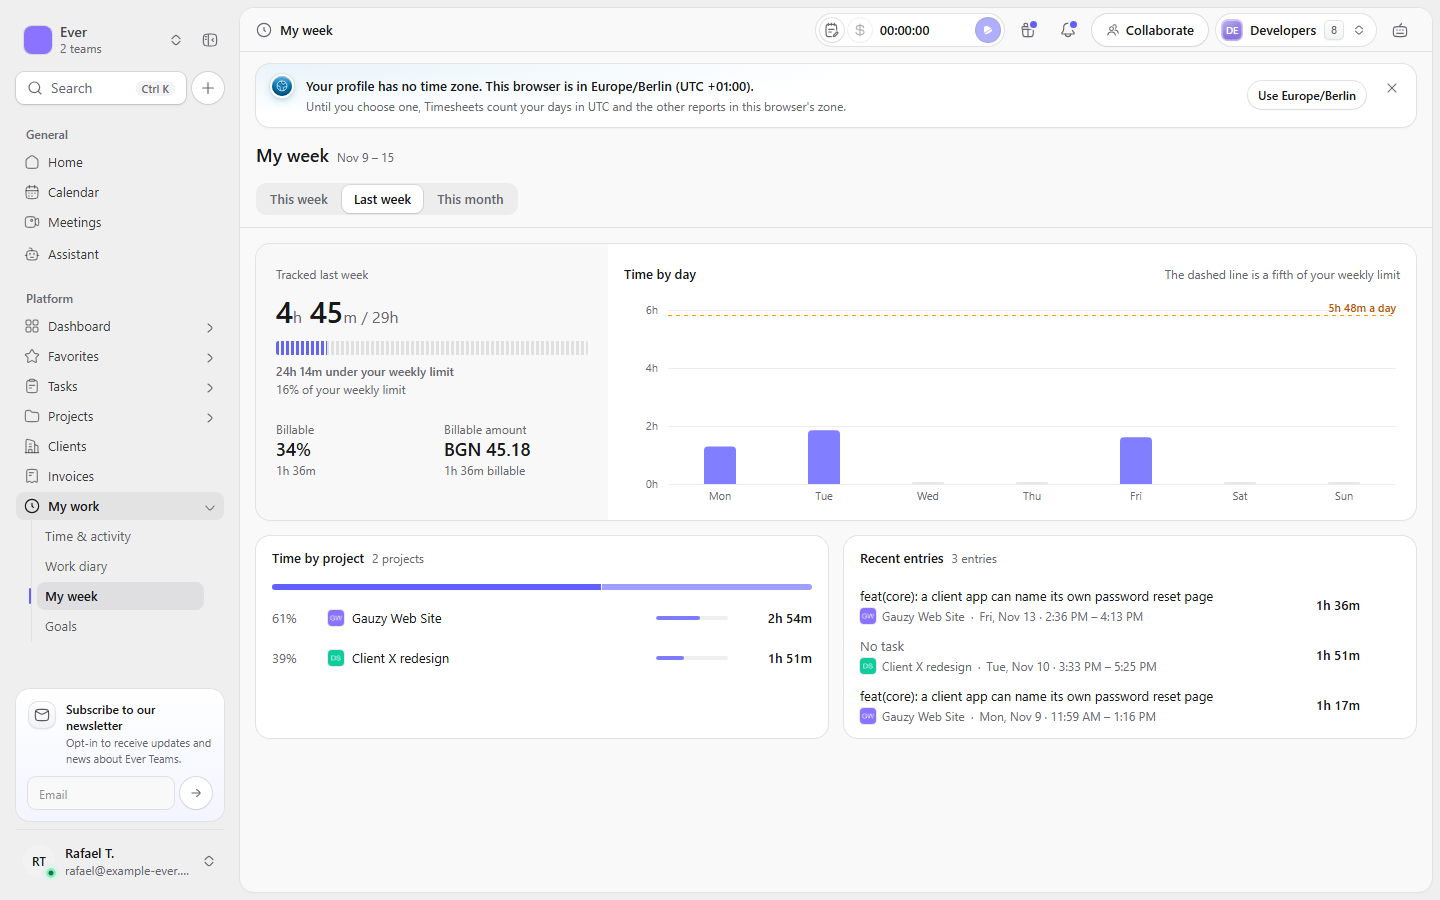 Ever
2 teams
Search
Ctrl K
General
Home
Calendar
Meetings
Assistant
Platform
Dashboard
Favorites
Tasks
Projects
Clients
Invoices
My work
Time & activity
Work diary
My week
Goals
Subscribe to our
newsletter
Opt-in to receive updates and
news about Ever Teams.
Email
RT
Rafael T.
rafael@example-ever....
My week
$
00:00:00
Collaborate
DE
Developers
8
Your profile has no time zone. This browser is in Europe/Berlin (UTC +01:00).
Until you choose one, Timesheets count your days in UTC and the other reports in this browser's zone.
Use Europe/Berlin
My week
Nov 9 – 15
This week
Last week
This month
Tracked last week
4h 45m / 29h
24h 14m under your weekly limit
16% of your weekly limit
Billable
34%
1h 36m
Billable amount
BGN 45.18
1h 36m billable
Time by day
The dashed line is a fifth of your weekly limit
5h 48m a day
6h
4h
2h
0h
Mon
Tue
Wed
Thu
Fri
Sat
Sun
Time by project
2 projects
61%
GW
Gauzy Web Site
2h 54m
39%
DS
Client X redesign
1h 51m
Recent entries
3 entries
feat(core): a client app can name its own password reset page
GW
Gauzy Web Site · Fri, Nov 13 · 2:36 PM – 4:13 PM
1h 36m
No task
DS
Client X redesign · Tue, Nov 10 · 3:33 PM – 5:25 PM
1h 51m
feat(core): a client app can name its own password reset page
GW
Gauzy Web Site · Mon, Nov 9 · 11:59 AM – 1:16 PM
1h 17m